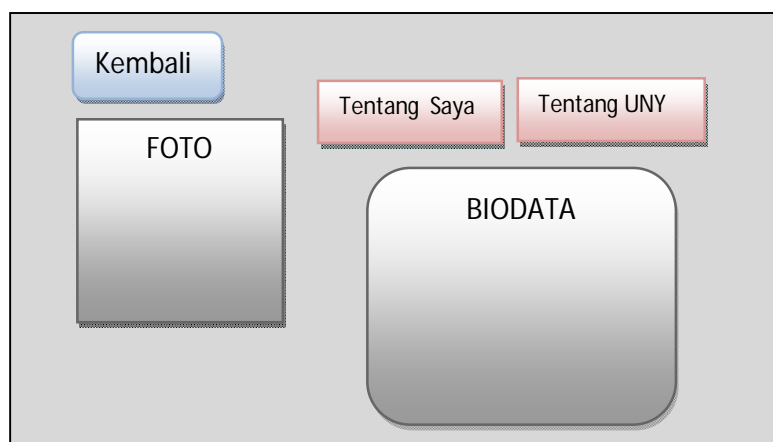 Kembali
Tentang Saya
Tentang UNY
FOTO
BIODATA